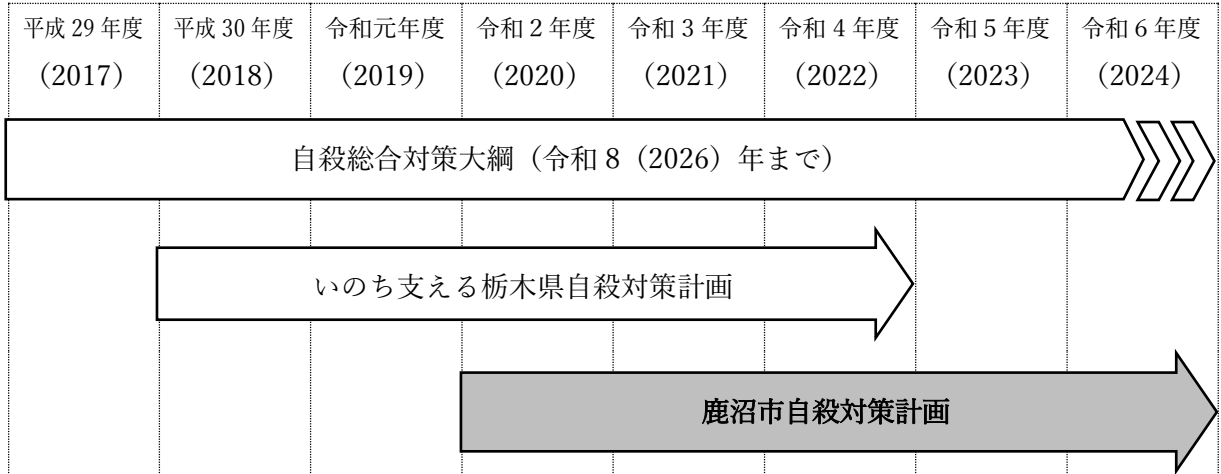 平成 29 年度 平成 30 年度 令和元年度 令和２年度 令和３年度 令和４年度 令和５年度 令和６年度
（2017） （2018） （2019） （2020） （2021） （2022） （2023） （2024）
自殺総合対策大綱（令和８（2026）年まで）
いのち支える栃木県自殺対策計画
鹿沼市自殺対策計画